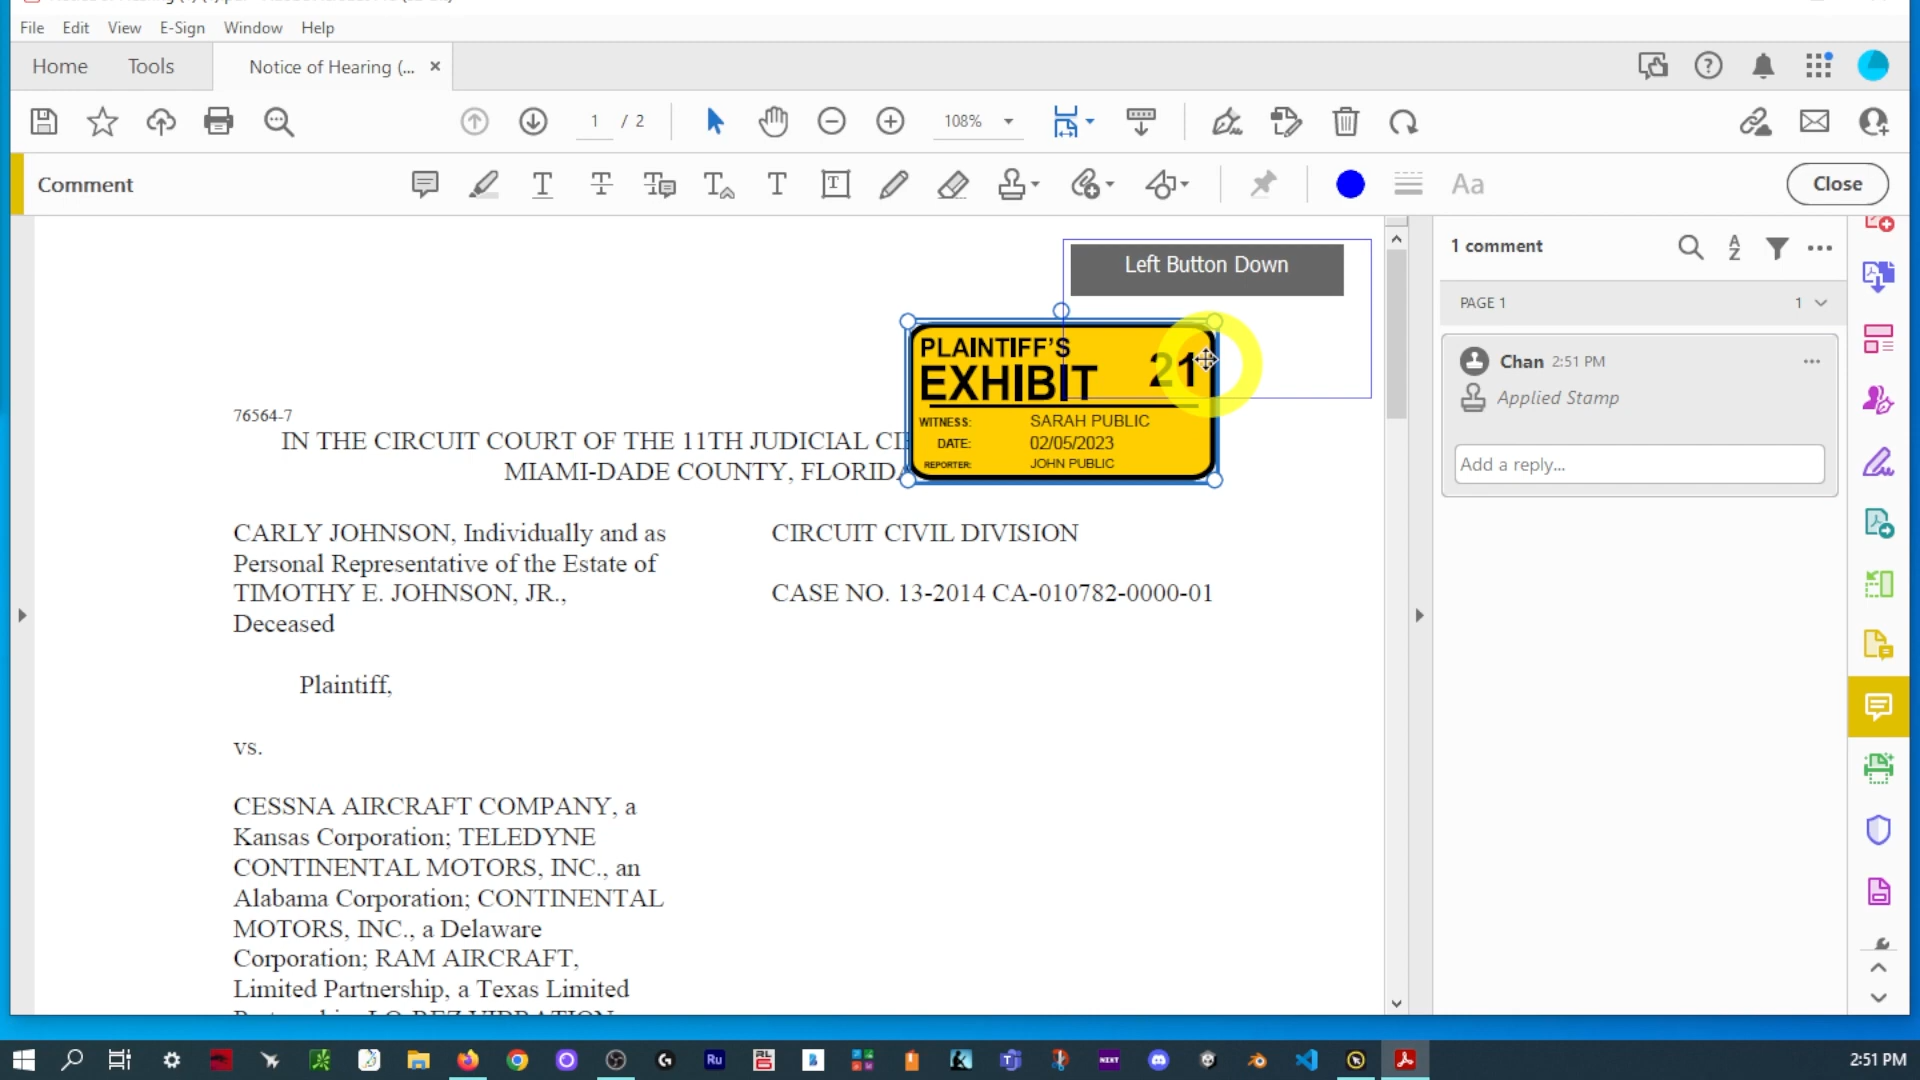 File Edit View E-Sign Window Help
Home Tools Notice of Hearing (...
1 / 2 108%
Comment
Aa
Close
1 comment
A
Z
Left Button Down
PAGE 1 1
Chan 2:51 PM
Applied Stamp
Add a reply...
PLAINTIFF'S
EXHIBIT 21
WITNESS: SARAH PUBLIC
DATE: 02/05/2023
REPORTER: JOHN PUBLIC
76564-7
IN THE CIRCUIT COURT OF THE 11TH JUDICIAL
MIAMI-DADE COUNTY,
CARLY JOHNSON, Individually and as
Personal Representative of the Estate of
TIMOTHY E. JOHNSON, JR.,
Deceased
CIRCUIT CIVIL DIVISION
CASE NO. 13-2014 CA-010782-0000-01
Plaintiff,
vs.
CESSNA AIRCRAFT COMPANY, a
Kansas Corporation; TELEDYNE
CONTINENTAL MOTORS, INC., an
Alabama Corporation; CONTINENTAL
MOTORS, INC., a Delaware
Corporation; RAM AIRCRAFT,
Limited Partnership, a Texas Limited
Ru
NEXT
2:51 PM